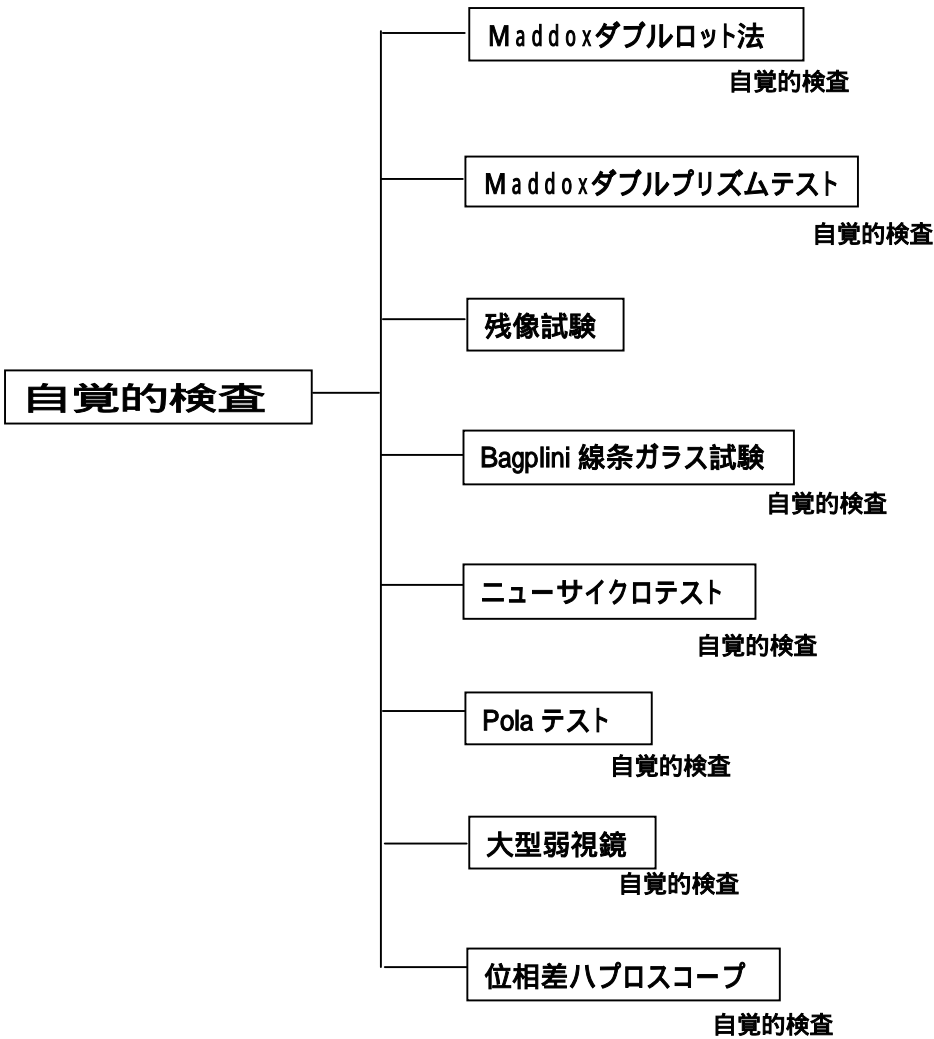 Maddoxダブルロット法
自覚的検査
Maddoxダブルプリズムテスト
自覚的検査
残像試験
自覚的検査
Bagplini 線条ガラス試験
自覚的検査
ニューサイクロテスト
自覚的検査
Pola テスト
自覚的検査
大型弱視鏡
自覚的検査
位相差ハプロスコープ
自覚的検査